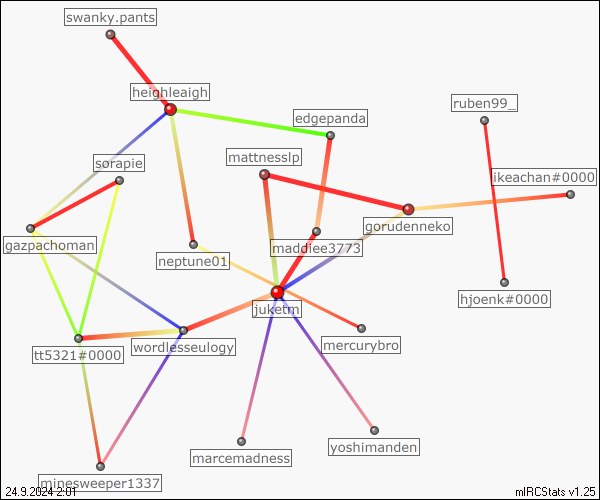 swanky.pants
heighleaigh
ruben99_
edgepanda
sorapie
mattnesslp
ikeachan#0000
gorudenneko
gazpachoman
maddiee3773
neptune01
hjoenk#0000
juketm
mercurybro
tt5321#0000
wordlesseulogy
yoshimanden
marcemadness
minesweeper1337
24.9.2024 2:01
mIRCStats v1.25